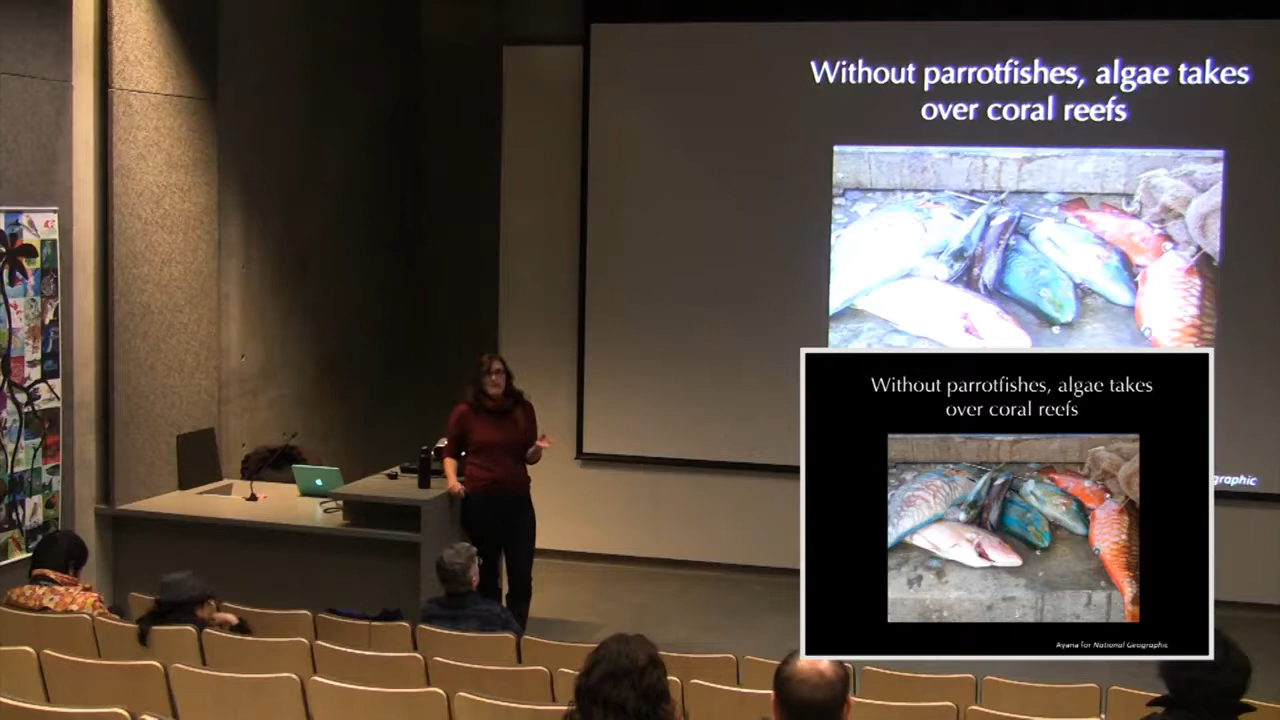 Without parrotfishes, algae takes
over coral reefs
graphic
Without parrotfishes, algae takes
over coral reefs
Ayana for National Geographic